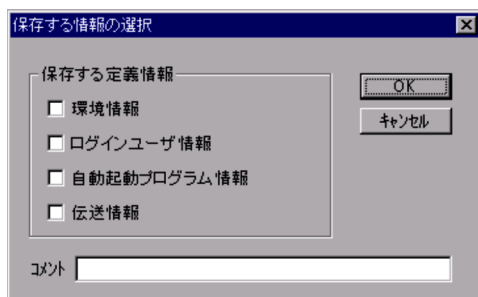 保存する情報の選択
保存する定義情報
環境情報
ログインユーザ情報
自動起動プログラム情報
伝送情報
OK
ｷｬﾝｾﾙ
ｺﾒﾝﾄ